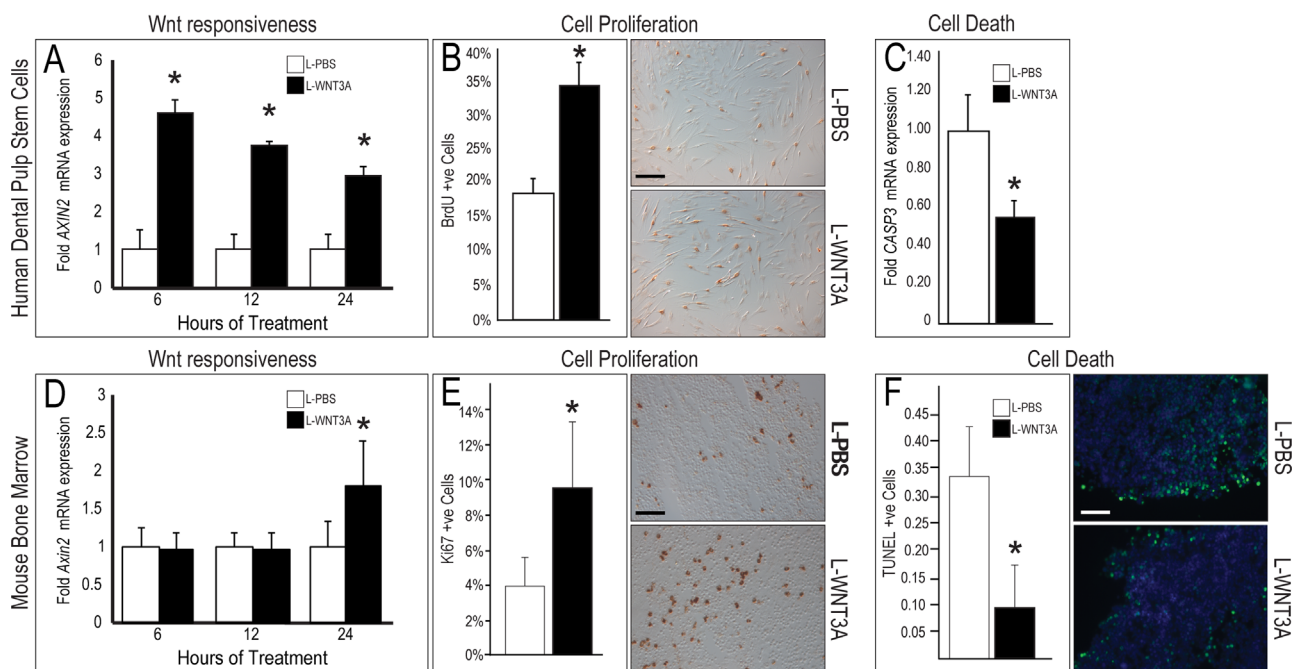 Wnt responsiveness
Cell Proliferation
Cell Death
Human Dental Pulp Stem Cells
A
Fold AXIN2 mRNA expression
6
5
4
3
2
1
0
L-PBS
L-WNT3A
*
*
*
6 12 24
Hours of Treatment
B
BrdU +ve Cells
40%
35%
30%
25%
20%
15%
10%
5%
0%
*
L-PBS
L-WNT3A
C
Fold CASP3 mRNA expression
1.40
1.20
1.00
0.80
0.60
0.40
0.20
0
L-PBS
L-WNT3A
*
Wnt responsiveness
Cell Proliferation
Cell Death
Mouse Bone Marrow
D
Fold Axin2 mRNA expression
3
2.5
2
1.5
1
0.5
0
L-PBS
L-WNT3A
*
6 12 24
Hours of Treatment
E
Ki67 +ve Cells
14%
12%
10%
8%
6%
4%
2%
0%
*
L-PBS
L-WNT3A
F
TUNEL +ve Cells
0.45
0.40
0.35
0.30
0.25
0.20
0.15
0.10
0.05
L-PBS
L-WNT3A
*
L-PBS
L-WNT3A